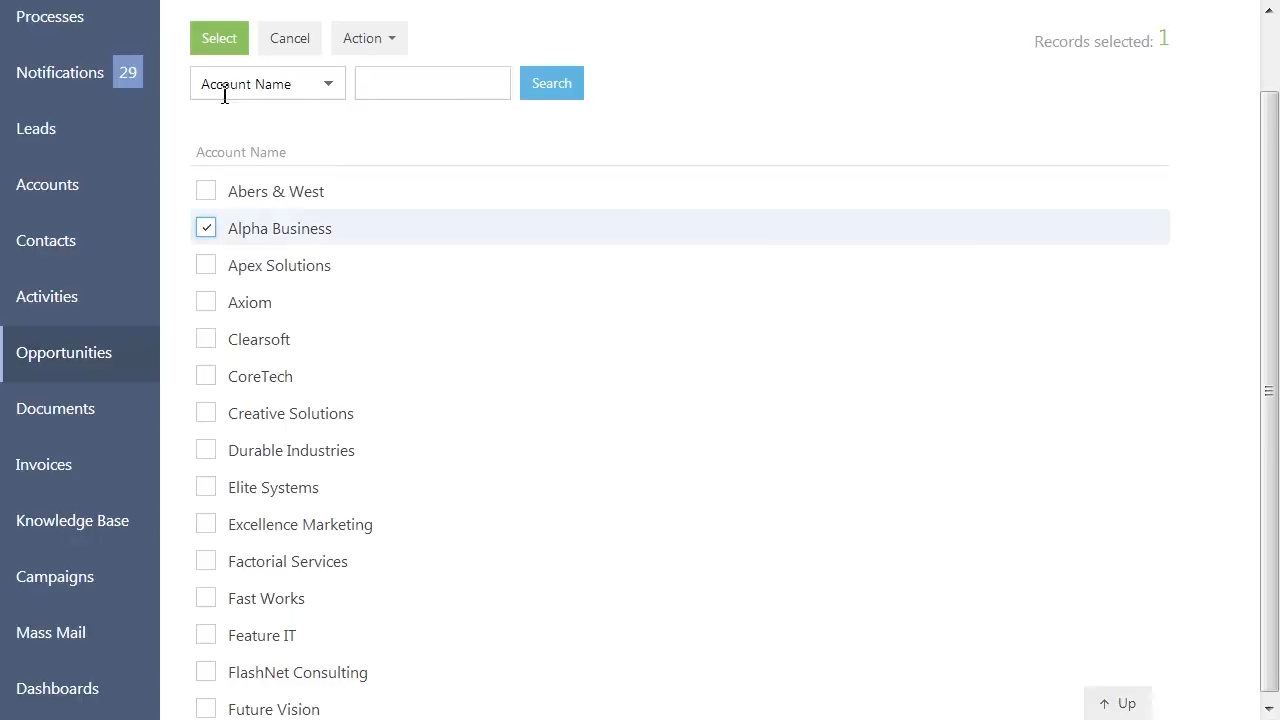 Processes
Notifications 29
Leads
Accounts
Contacts
Activities
Opportunities
Documents
Invoices
Knowledge Base
Campaigns
Mass Mail
Dashboards
Select Cancel Action
Records selected: 1
Account Name Search
Account Name
Abers & West
Alpha Business
Apex Solutions
Axiom
Clearsoft
CoreTech
Creative Solutions
Durable Industries
Elite Systems
Excellence Marketing
Factorial Services
Fast Works
Feature IT
FlashNet Consulting
Future Vision
Up